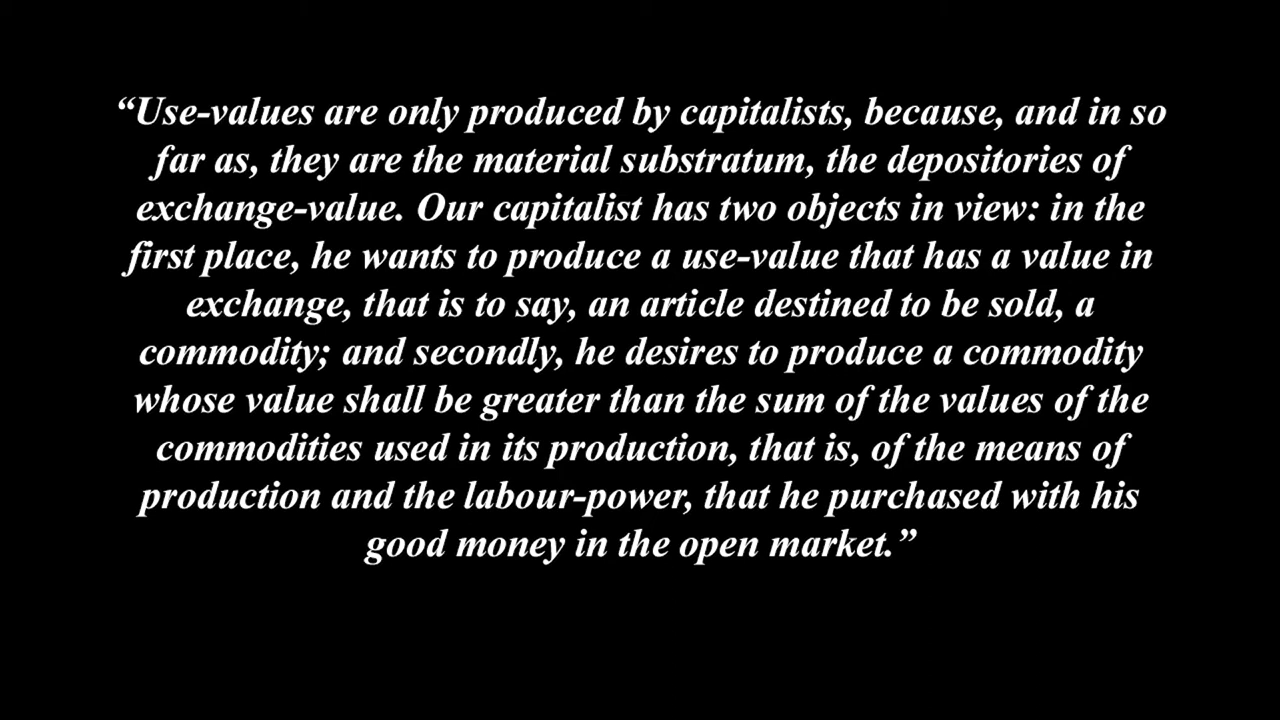 “Use-values are only produced by capitalists, because, and in so
far as, they are the material substratum, the depositories of
exchange-value. Our capitalist has two objects in view: in the
first place, he wants to produce a use-value that has a value in
exchange, that is to say, an article destined to be sold, a
commodity; and secondly, he desires to produce a commodity
whose value shall be greater than the sum of the values of the
commodities used in its production, that is, of the means of
production and the labour-power, that he purchased with his
good money in the open market.”